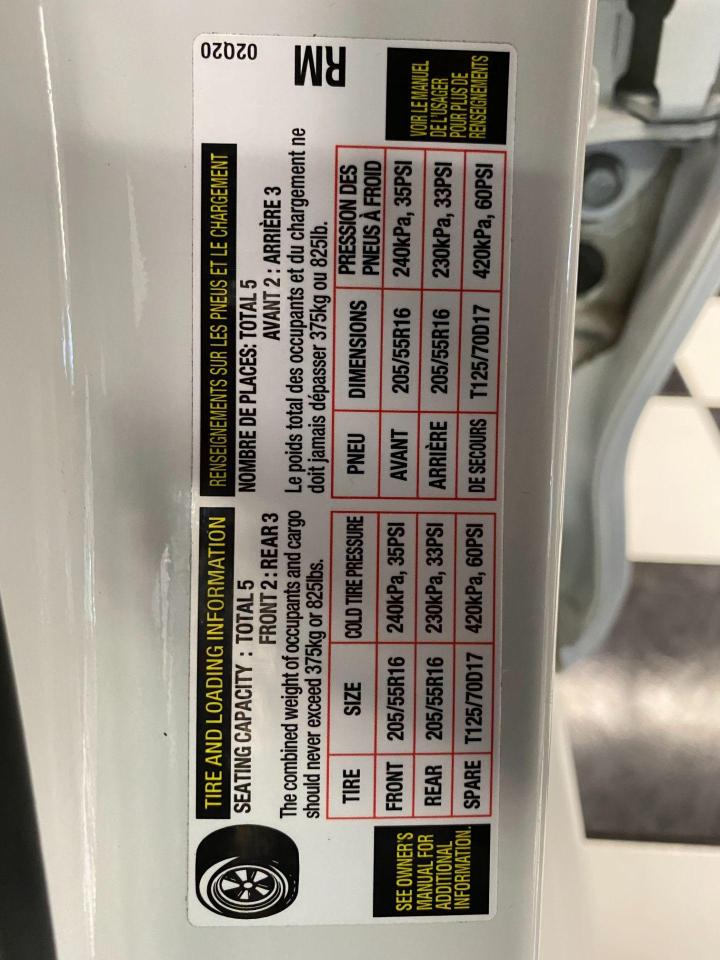 TIRE AND LOADING INFORMATION
SEATING CAPACITY : TOTAL 5
FRONT 2 : REAR 3
The combined weight of occupants and cargo
should never exceed 375kg or 825lbs.
TIRE SIZE COLD TIRE PRESSURE
FRONT 205/55R16 240kPa, 35PSI
REAR 205/55R16 230kPa, 33PSI
SPARE T125/70D17 420kPa, 60PSI
SEE OWNER'S
MANUAL FOR
ADDITIONAL
INFORMATION.
RENSEIGNEMENTS SUR LES PNEUS ET LE CHARGEMENT
NOMBRE DE PLACES: TOTAL 5
AVANT 2 : ARRIÈRE 3
Le poids total des occupants et du chargement ne
doit jamais dépasser 375kg ou 825lb.
PNEU DIMENSIONS PRESSION DES
PNEUS À FROID
AVANT 205/55R16 240kPa, 35PSI
ARRIÈRE 205/55R16 230kPa, 33PSI
DE SECOURS T125/70D17 420kPa, 60PSI
VOIR LE MANUEL
DE L'USAGER
POUR PLUS DE
RENSEIGNEMENTS
02Q20
RM